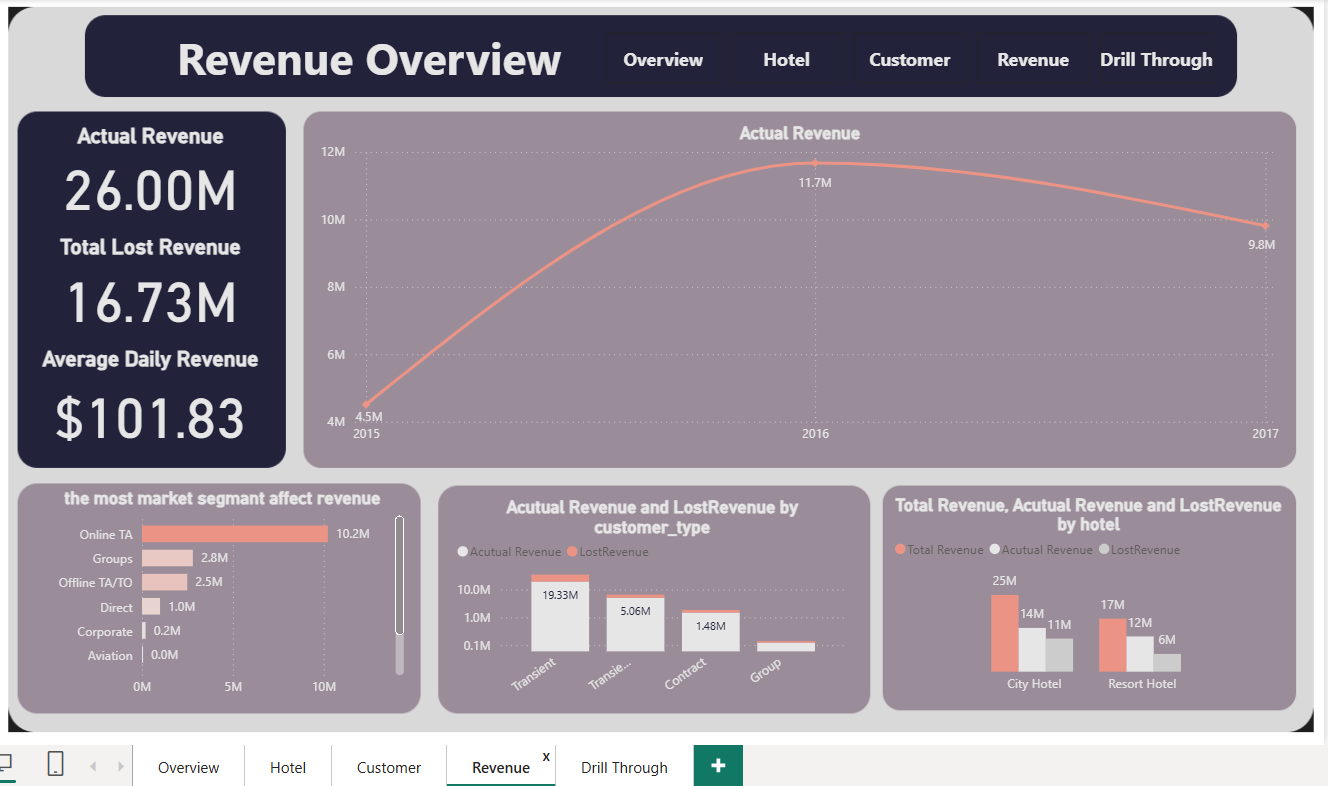 Revenue Overview
Overview
Hotel
Customer
Revenue
Drill Through
Actual Revenue
26.00M
Total Lost Revenue
16.73M
Average Daily Revenue
$101.83
Actual Revenue
12M
10M
8M
6M
4M
4.5M
11.7M
9.8M
2015
2016
2017
the most market segmant affect revenue
Online TA
10.2M
Groups
2.8M
Offline TA/TO
2.5M
Direct
1.0M
Corporate
0.2M
Aviation
0.0M
0M
5M
10M
Acutual Revenue and LostRevenue by
customer_type
Acutual Revenue
LostRevenue
10.0M
1.0M
0.1M
19.33M
5.06M
1.48M
Transient
Transie...
Contract
Group
Total Revenue, Acutual Revenue and LostRevenue
by hotel
Total Revenue
Acutual Revenue
LostRevenue
25M
14M
11M
17M
12M
6M
City Hotel
Resort Hotel
Overview
Hotel
Customer
Revenue
x
Drill Through
+